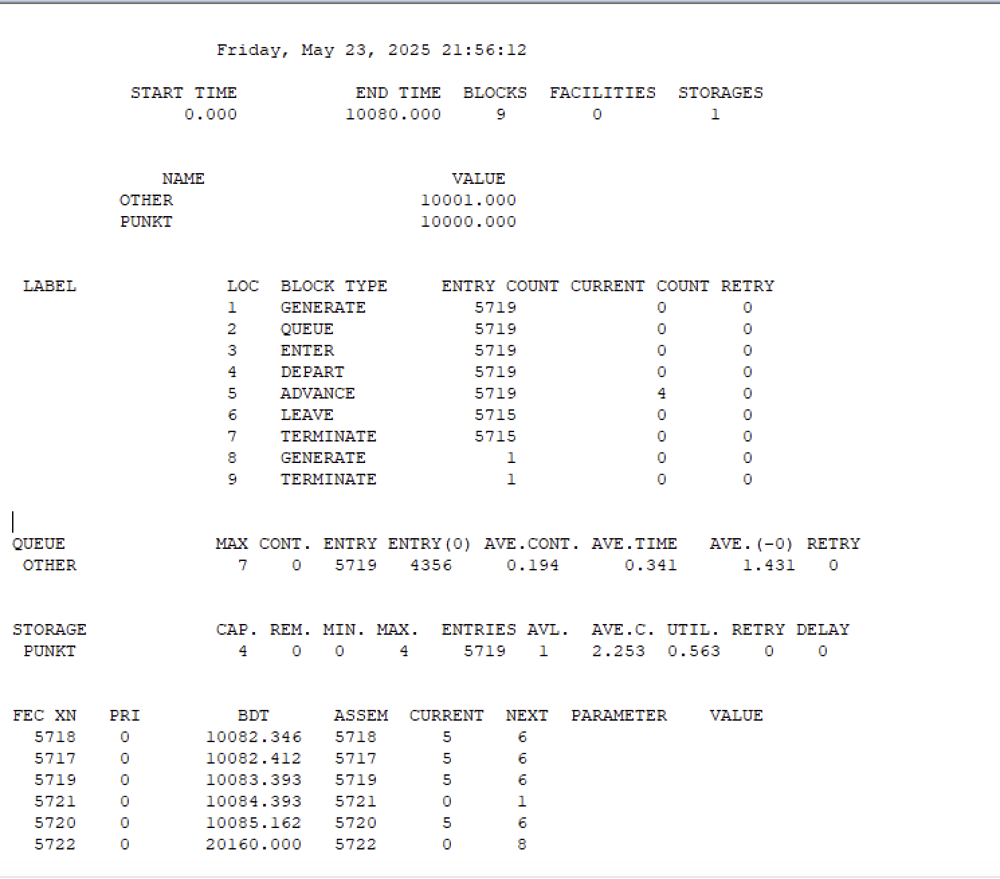 Friday, May 23, 2025 21:56:12
START TIME END TIME BLOCKS FACILITIES STORAGES
0.000 10080.000 9 0 1
NAME VALUE
OTHER 10001.000
PUNKT 10000.000
LABEL LOC BLOCK TYPE ENTRY COUNT CURRENT COUNT RETRY
1 GENERATE 5719 0 0
2 QUEUE 5719 0 0
3 ENTER 5719 0 0
4 DEPART 5719 0 0
5 ADVANCE 5719 4 0
6 LEAVE 5715 0 0
7 TERMINATE 5715 0 0
8 GENERATE 1 0 0
9 TERMINATE 1 0 0
QUEUE MAX CONT. ENTRY ENTRY(0) AVE.CONT. AVE.TIME AVE.(-0) RETRY
OTHER 7 0 5719 4356 0.194 0.341 1.431 0
STORAGE CAP. REM. MIN. MAX. ENTRIES AVL. AVE.C. UTIL. RETRY DELAY
PUNKT 4 0 0 4 5719 1 2.253 0.563 0 0
FEC XN PRI BDT ASSEM CURRENT NEXT PARAMETER VALUE
5718 0 10082.346 5718 5 6
5717 0 10082.412 5717 5 6
5719 0 10083.393 5719 5 6
5721 0 10084.393 5721 0 1
5720 0 10085.162 5720 5 6
5722 0 20160.000 5722 0 8